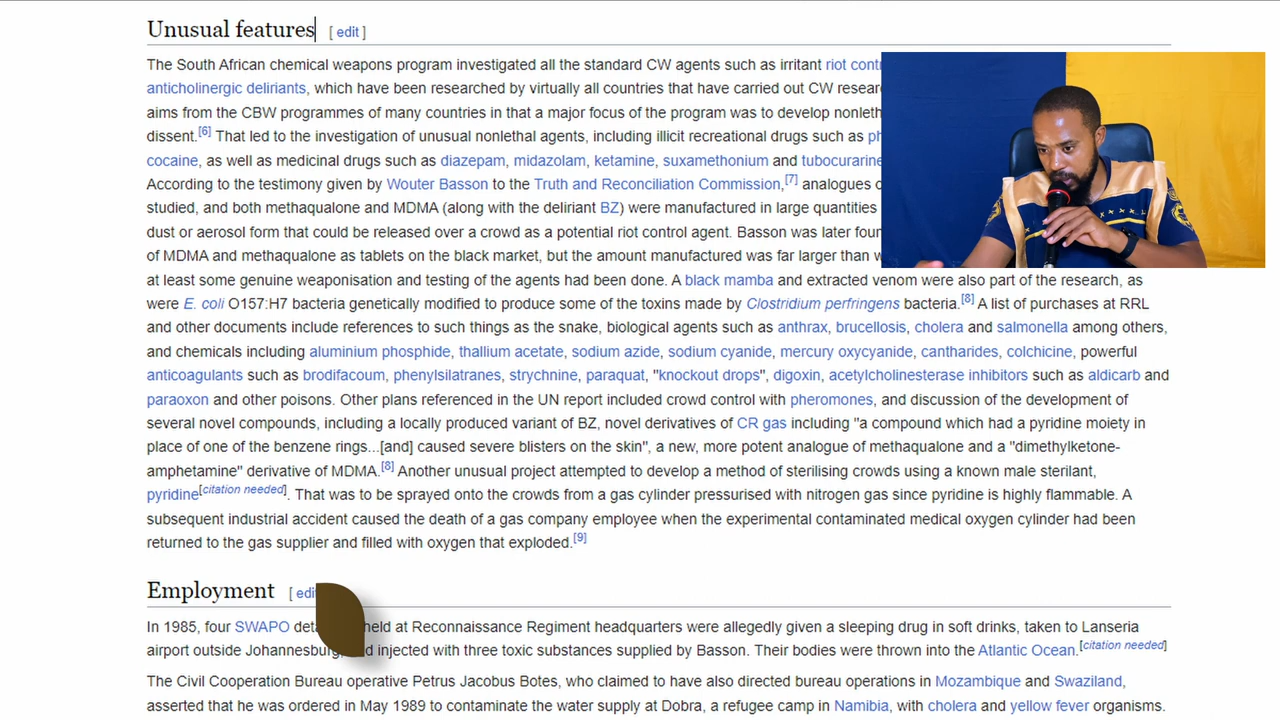 Unusual features [ edit ]
The South African chemical weapons program investigated all the standard CW agents such as irritant riot
anticholinergic deliriants, which have been researched by virtually all countries that have carried out CW
aims from the CBW programmes of many countries in that a major focus of the program was to develop
dissent.[6] That led to the investigation of unusual nonlethal agents, including illicit recreational drugs such as
cocaine, as well as medicinal drugs such as diazepam, midazolam, ketamine, suxamethonium and tubocurarine
According to the testimony given by Wouter Basson to the Truth and Reconciliation Commission,[7] analogues
studied, and both methaqualone and MDMA (along with the deliriant BZ) were manufactured in large quantities
dust or aerosol form that could be released over a crowd as a potential riot control agent. Basson was later
of MDMA and methaqualone as tablets on the black market, but the amount manufactured was far larger than
at least some genuine weaponisation and testing of the agents had been done. A black mamba and extracted venom were also part of the research, as
were E. coli O157:H7 bacteria genetically modified to produce some of the toxins made by Clostridium perfringens bacteria.[8] A list of purchases at RRL
and other documents include references to such things as the snake, biological agents such as anthrax, brucellosis, cholera and salmonella among others,
and chemicals including aluminium phosphide, thallium acetate, sodium azide, sodium cyanide, mercury oxycyanide, cantharides, colchicine, powerful
anticoagulants such as brodifacoum, phenylsilatranes, strychnine, paraquat, "knockout drops", digoxin, acetylcholinesterase inhibitors such as aldicarb and
paraoxon and other poisons. Other plans referenced in the UN report included crowd control with pheromones, and discussion of the development of
several novel compounds, including a locally produced variant of BZ, novel derivatives of CR gas including "a compound which had a pyridine moiety in
place of one of the benzene rings...[and] caused severe blisters on the skin", a new, more potent analogue of methaqualone and a "dimethylketone-
amphetamine" derivative of MDMA.[8] Another unusual project attempted to develop a method of sterilising crowds using a known male sterilant,
pyridine[citation needed]. That was to be sprayed onto the crowds from a gas cylinder pressurised with nitrogen gas since pyridine is highly flammable. A
subsequent industrial accident caused the death of a gas company employee when the experimental contaminated medical oxygen cylinder had been
returned to the gas supplier and filled with oxygen that exploded.[9]
Employment [
In 1985, four SWAPO held at Reconnaissance Regiment headquarters were allegedly given a sleeping drug in soft drinks, taken to Lanseria
airport outside Johannesburg, injected with three toxic substances supplied by Basson. Their bodies were thrown into the Atlantic Ocean.[citation needed]
The Civil Cooperation Bureau operative Petrus Jacobus Botes, who claimed to have also directed bureau operations in Mozambique and Swaziland,
asserted that he was ordered in May 1989 to contaminate the water supply at Dobra, a refugee camp in Namibia, with cholera and yellow fever organisms.